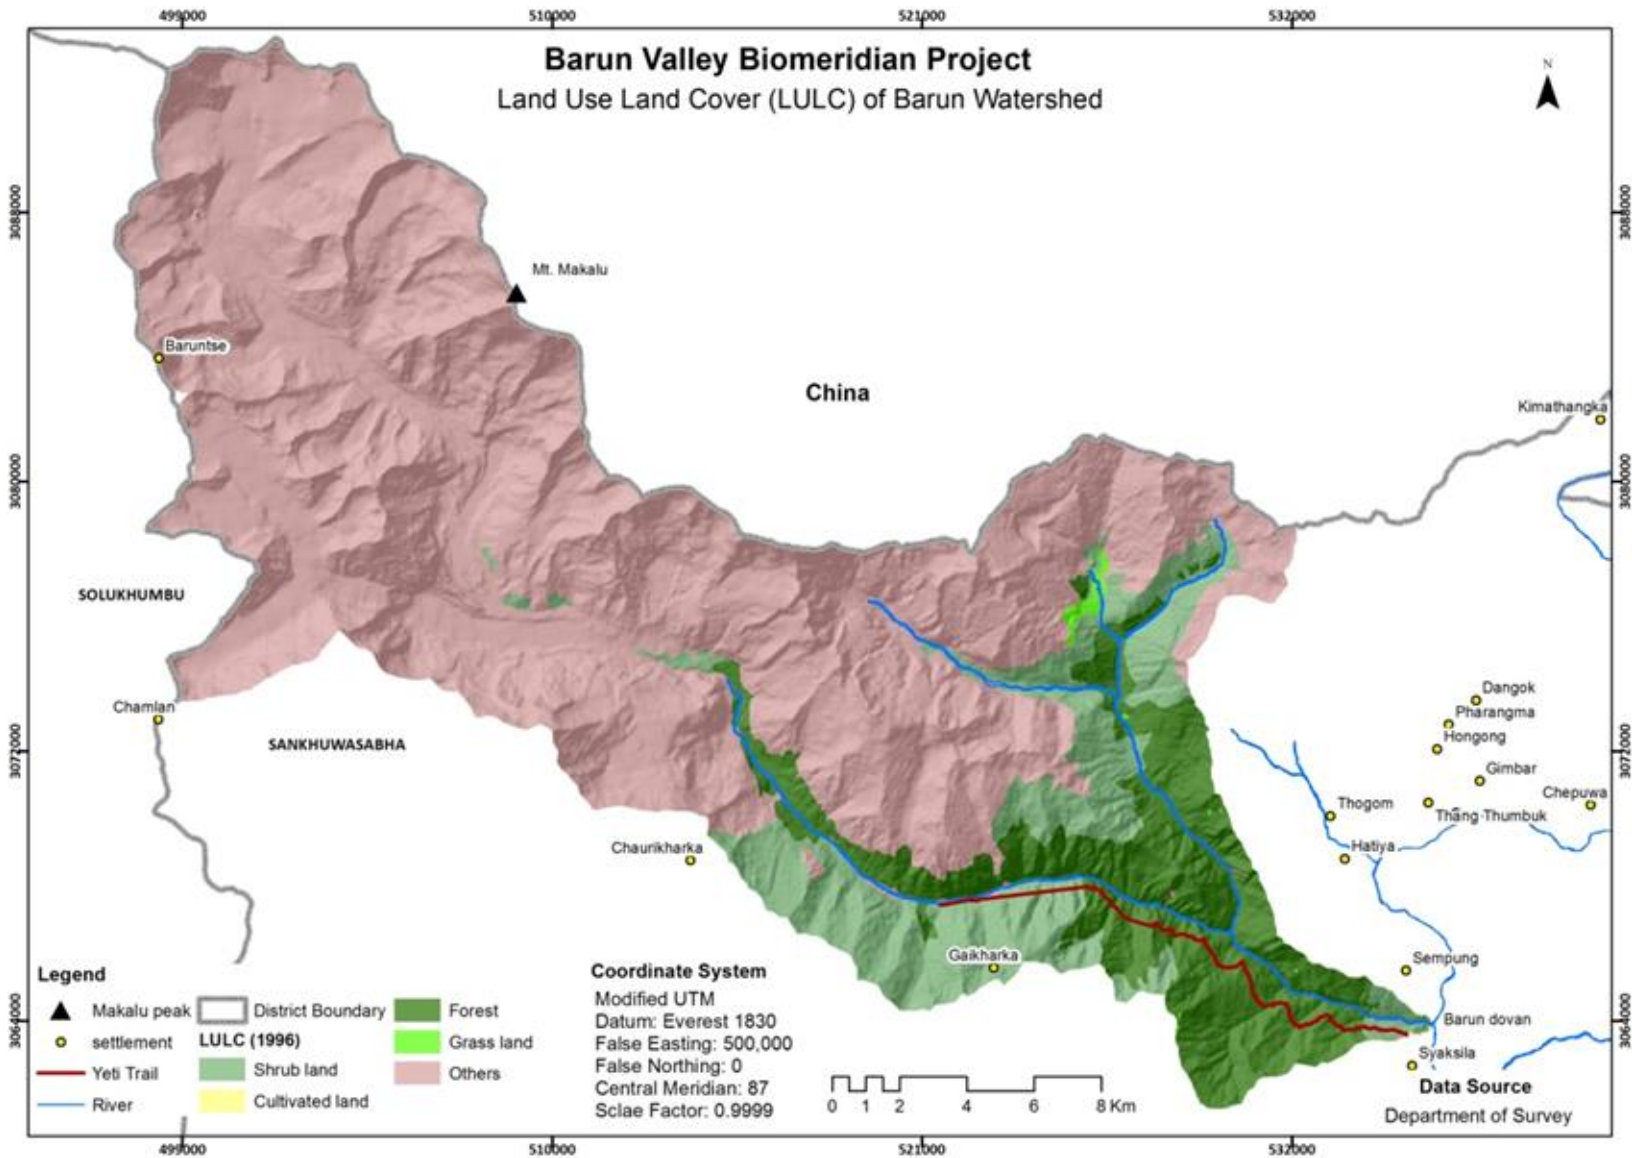 499000 510000 521000 532000
Barun Valley Biomeridian Project
Land Use Land Cover (LULC) of Barun Watershed
N
3088000 3088000
Mt. Makalu
Baruntse
China
Kimathangka
3080000 3080000
SOLUKHUMBU
Dangok
Chamlan
Pharangma
SANKHUWASABHA
Hongong
3072000 3072000
Gimbar
Chepuwa
Thogom
Thang Thumbuk
Chaurikharka
Hatiya
Gaikharka
Sempung
Barun dovan
3064000 3064000
Syaksila
Legend
Makalu peak
settlement
Yeti Trail
River
District Boundary
LULC (1996)
Shrub land
Cultivated land
Forest
Grass land
Others
Coordinate System
Modified UTM
Datum: Everest 1830
False Easting: 500,000
False Northing: 0
Central Meridian: 87
Sclae Factor: 0.9999
0 1 2 4 6 8 Km
Data Source
Department of Survey
499000 510000 521000 532000